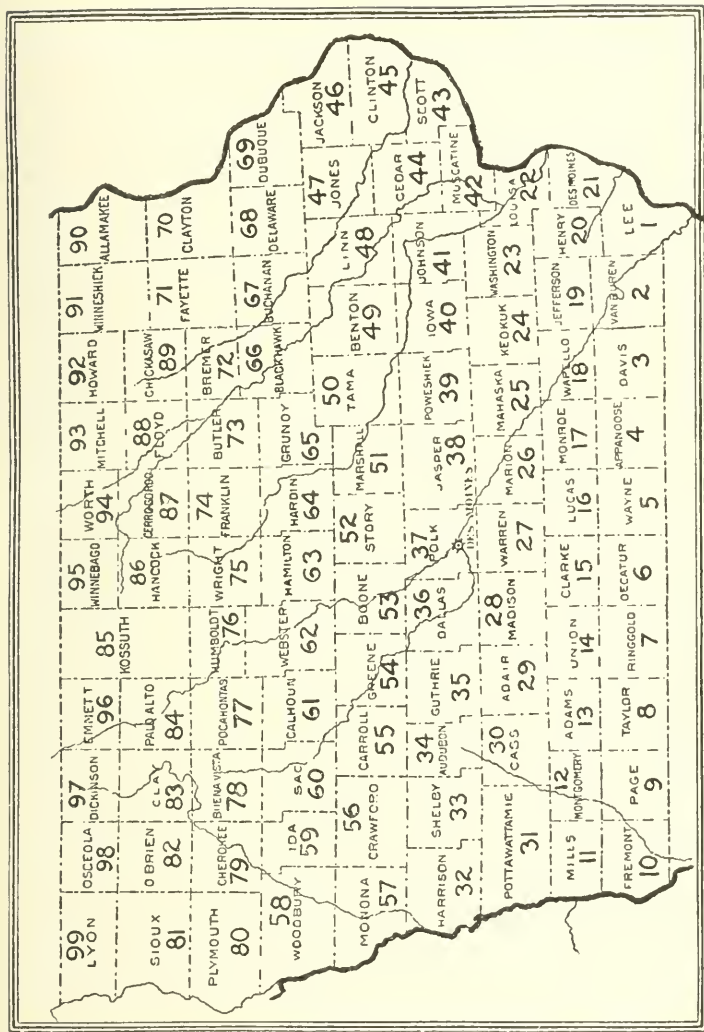 99
LYON
OSCEOLA
98
97
DICKINSON
EMMETT
96
85
KOSSUTH
95
WINNEBAGO
WORTH
94
93
MITCHELL
92
HOWARD
91
WINNESHIEK
90
ALLAMAKEE
SIOUX
81
O'BRIEN
82
CLAY
83
PALO ALTO
84
86
HANCOCK
CERRO GORDO
87
88
FLOYD
CHICKASAW
89
71
FAYETTE
70
CLAYTON
PLYMOUTH
80
CHEROKEE
79
BUENA VISTA
78
POCAHONTAS
77
HUMBOLDT
76
WRIGHT
75
74
FRANKLIN
BUTLER
73
BREMER
72
66
BLACKHAWK
67
BUCHANAN
68
DELAWARE
69
DUBUQUE
58
WOODBURY
IDA
59
SAC
60
CALHOUN
61
WEBSTER
62
HAMILTON
63
HARDIN
64
GRUNDY
65
MONONA
57
56
CRAWFORD
CARROLL
55
GREENE
54
BOONE
53
52
STORY
MARSHALL
51
50
TAMA
BENTON
49
LINN
48
47
JONES
JACKSON
46
CLINTON
45
HARRISON
32
SHELBY
33
34
AUDUBON
GUTHRIE
35
36
DALLAS
37
POLK
DES MOINES
JASPER
38
POWESHIEK
39
IOWA
40
JOHNSON
41
CEDAR
44
SCOTT
43
MUSCATINE
42
POTTAWATTAMIE
31
30
CASS
ADAIR
29
28
MADISON
WARREN
27
MARION
26
MAHASKA
25
KEOKUK
24
WASHINGTON
23
LOUISA
22
MILLS
11
12
MONTGOMERY
ADAMS
13
UNION
14
CLARKE
15
LUCAS
16
MONROE
17
WAPELLO
18
JEFFERSON
19
HENRY
20
DES MOINES
21
FREMONT
10
PAGE
9
TAYLOR
8
RINGGOLD
7
DECATUR
6
WAYNE
5
APPANOOSE
4
DAVIS
3
VAN BUREN
2
LEE
1